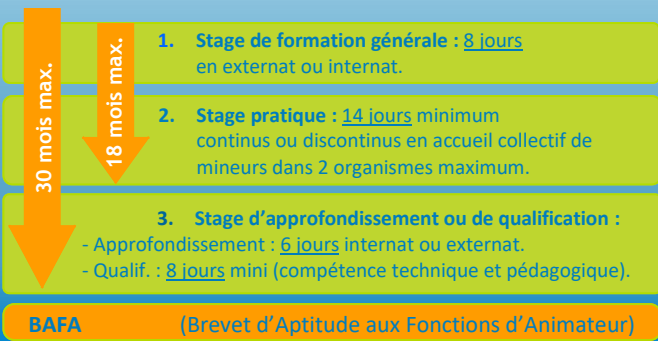 30 mois max.
18 mois max.
1. Stage de formation générale : 8 jours
en externat ou internat.
2. Stage pratique : 14 jours minimum
continus ou discontinus en accueil collectif de
mineurs dans 2 organismes maximum.
3. Stage d’approfondissement ou de qualification :
- Approfondissement : 6 jours internat ou externat.
- Qualif. : 8 jours mini (compétence technique et pédagogique).
BAFA (Brevet d’Aptitude aux Fonctions d’Animateur)